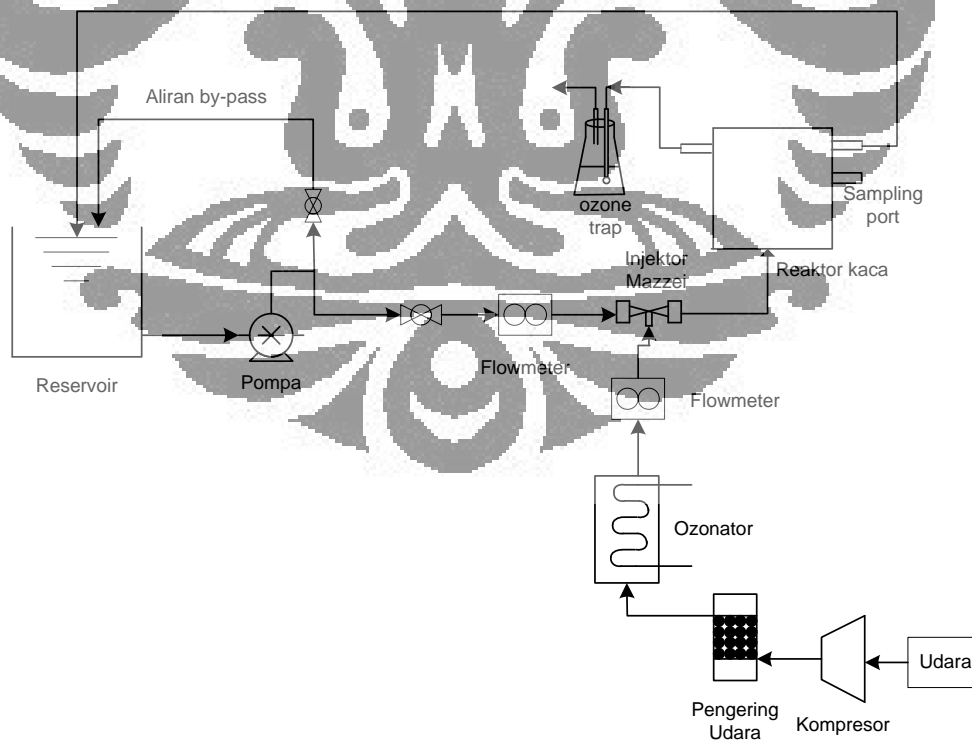 Aliran by-pass
ozone
trap
Sampling
port
Injektor
Mazzei
Reaktor kaca
Reservoir
Pompa
Flowmeter
Flowmeter
Ozonator
Udara
Pengering
Udara
Kompresor